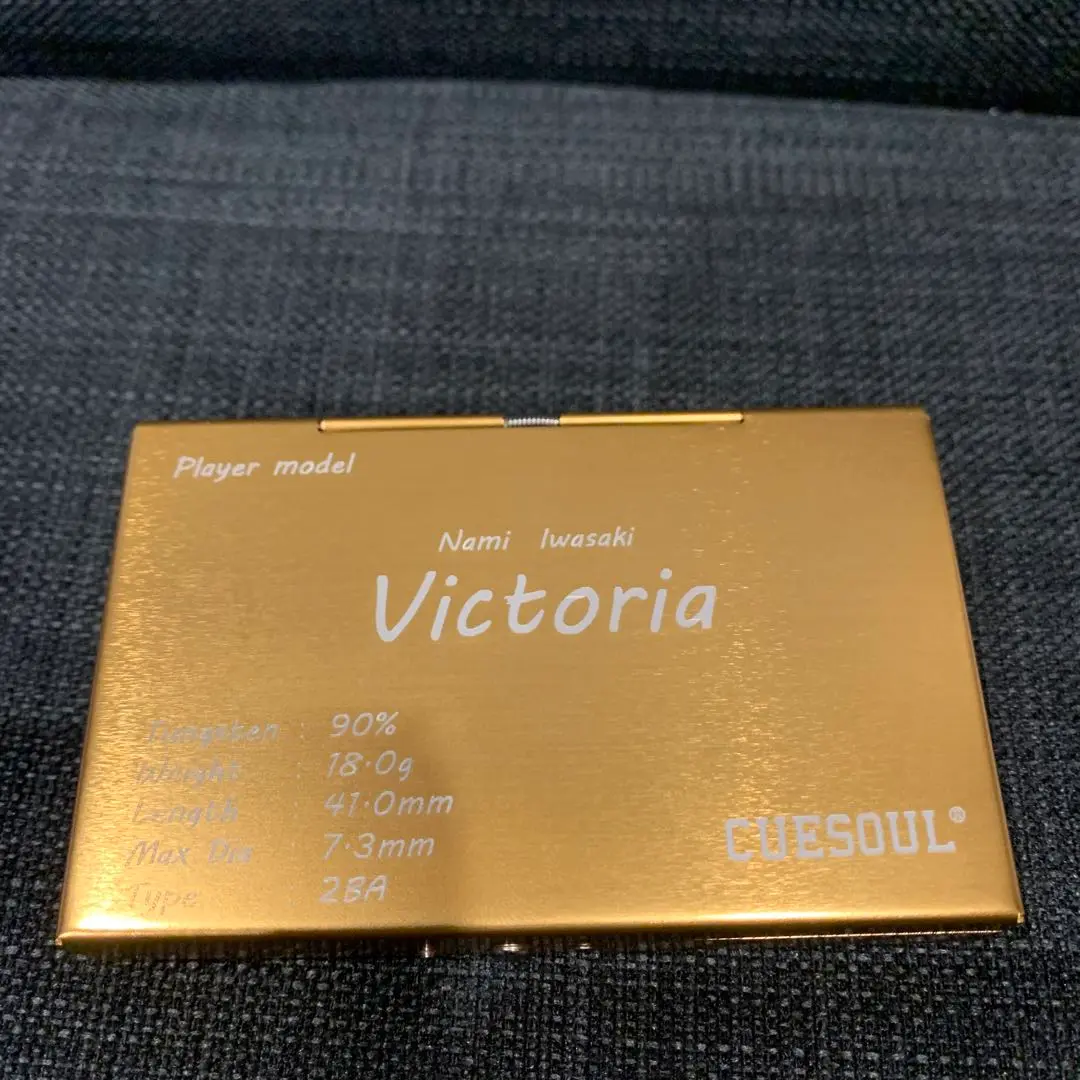 Player model
Nami Iwasaki
Victoria
Tungsten : 90%
Weight : 18.0g
Length : 41.0mm
Max Dia : 7.3mm
Type : 2BA
CUESOUL®